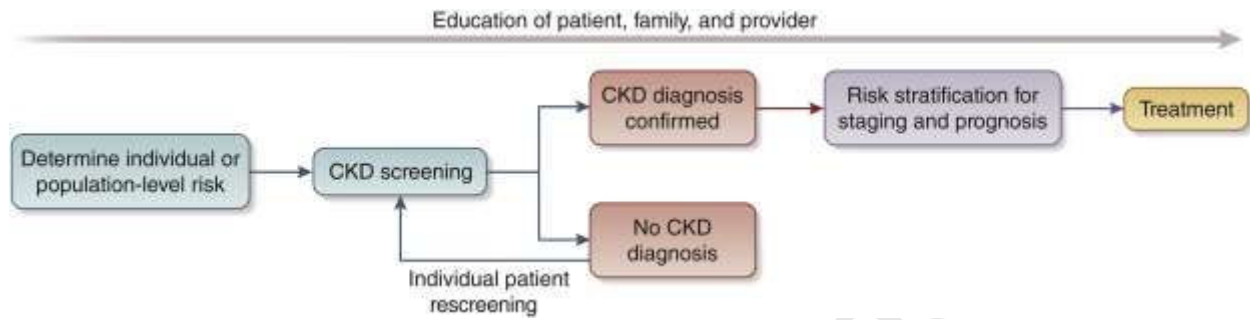 Education of patient, family, and provider
Determine individual or
population-level risk
CKD screening
CKD diagnosis
confirmed
Risk stratification for
staging and prognosis
Treatment
No CKD
diagnosis
Individual patient
rescreening